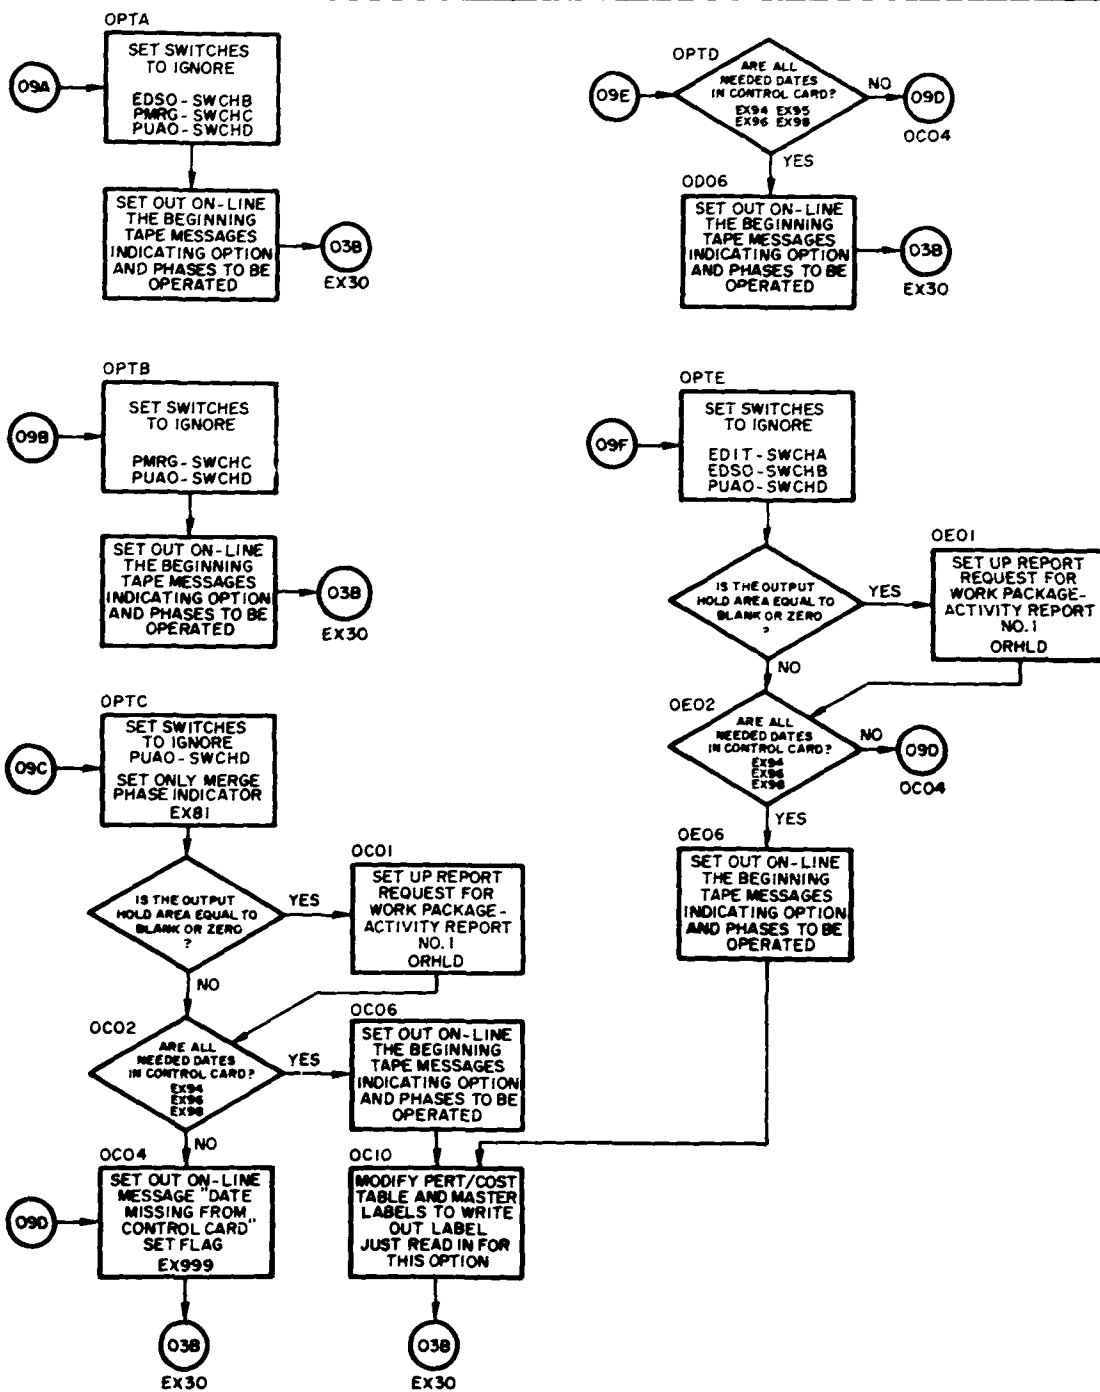 OPTA
SET SWITCHES
TO IGNORE
EDSO-SWCHB
PMRG-SWCHC
PUAO-SWCHD
09A
SET OUT ON-LINE
THE BEGINNING
TAPE MESSAGES
INDICATING OPTION
AND PHASES TO BE
OPERATED
03B
EX30
OPTB
SET SWITCHES
TO IGNORE
PMRG-SWCHC
PUAO-SWCHD
09B
SET OUT ON-LINE
THE BEGINNING
TAPE MESSAGES
INDICATING OPTION
AND PHASES TO BE
OPERATED
03B
EX30
OPTC
SET SWITCHES
TO IGNORE
PUAO-SWCHD
SET ONLY MERGE
PHASE INDICATOR
EX81
09C
IS THE OUTPUT
HOLD AREA EQUAL TO
BLANK OR ZERO
?
YES
NO
OC01
SET UP REPORT
REQUEST FOR
WORK PACKAGE-
ACTIVITY REPORT
NO.1
ORHLD
OC02
ARE ALL
NEEDED DATES
IN CONTROL CARD?
EX94
EX96
EX98
YES
NO
OC06
SET OUT ON-LINE
THE BEGINNING
TAPE MESSAGES
INDICATING OPTION
AND PHASES TO BE
OPERATED
OC04
SET OUT ON-LINE
MESSAGE "DATE
MISSING FROM
CONTROL CARD"
SET FLAG
EX999
09D
03B
EX30
OC10
MODIFY PERT/COST
TABLE AND MASTER
LABELS TO WRITE
OUT LABEL
JUST READ IN FOR
THIS OPTION
03B
EX30
OPTD
ARE ALL
NEEDED DATES
IN CONTROL CARD?
EX94 EX95
EX96 EX98
09E
NO
09D
OC04
YES
OD06
SET OUT ON-LINE
THE BEGINNING
TAPE MESSAGES
INDICATING OPTION
AND PHASES TO BE
OPERATED
03B
EX30
OPTE
SET SWITCHES
TO IGNORE
EDIT-SWCHA
EDSO-SWCHB
PUAO-SWCHD
09F
IS THE OUTPUT
HOLD AREA EQUAL TO
BLANK OR ZERO
?
YES
NO
OE01
SET UP REPORT
REQUEST FOR
WORK PACKAGE-
ACTIVITY REPORT
NO.1
ORHLD
OE02
ARE ALL
NEEDED DATES
IN CONTROL CARD?
EX94
EX96
EX98
NO
09D
OC04
YES
OE06
SET OUT ON-LINE
THE BEGINNING
TAPE MESSAGES
INDICATING OPTION
AND PHASES TO BE
OPERATED